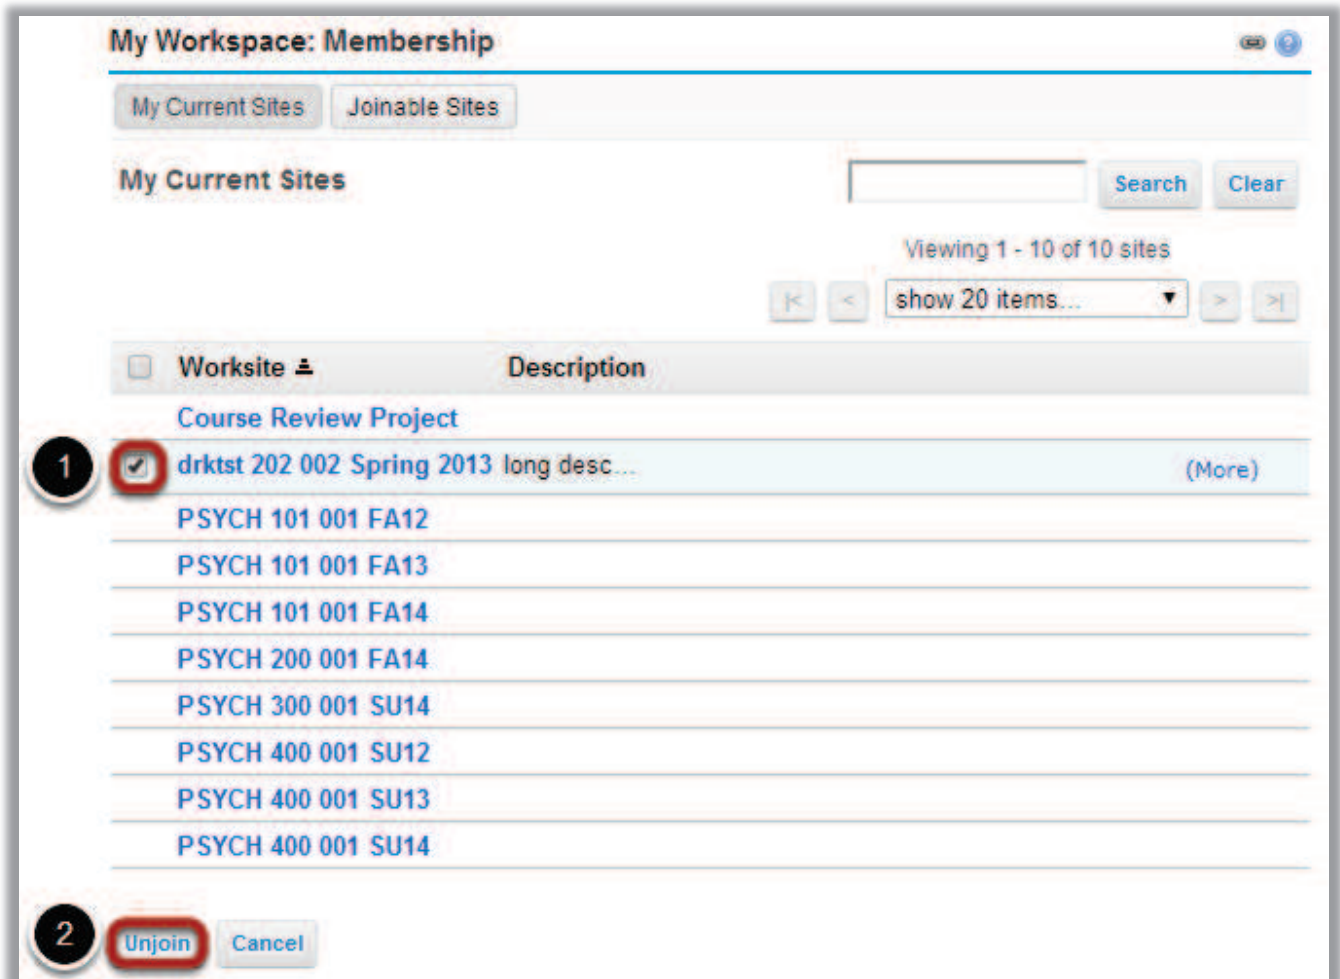 My Workspace: Membership
My Current Sites Joinable Sites
My Current Sites
Search Clear
Viewing 1 - 10 of 10 sites
|< < show 20 items... > >|
Worksite Description
Course Review Project
1 drktst 202 002 Spring 2013 long desc... (More)
PSYCH 101 001 FA12
PSYCH 101 001 FA13
PSYCH 101 001 FA14
PSYCH 200 001 FA14
PSYCH 300 001 SU14
PSYCH 400 001 SU12
PSYCH 400 001 SU13
PSYCH 400 001 SU14
2 Unjoin Cancel